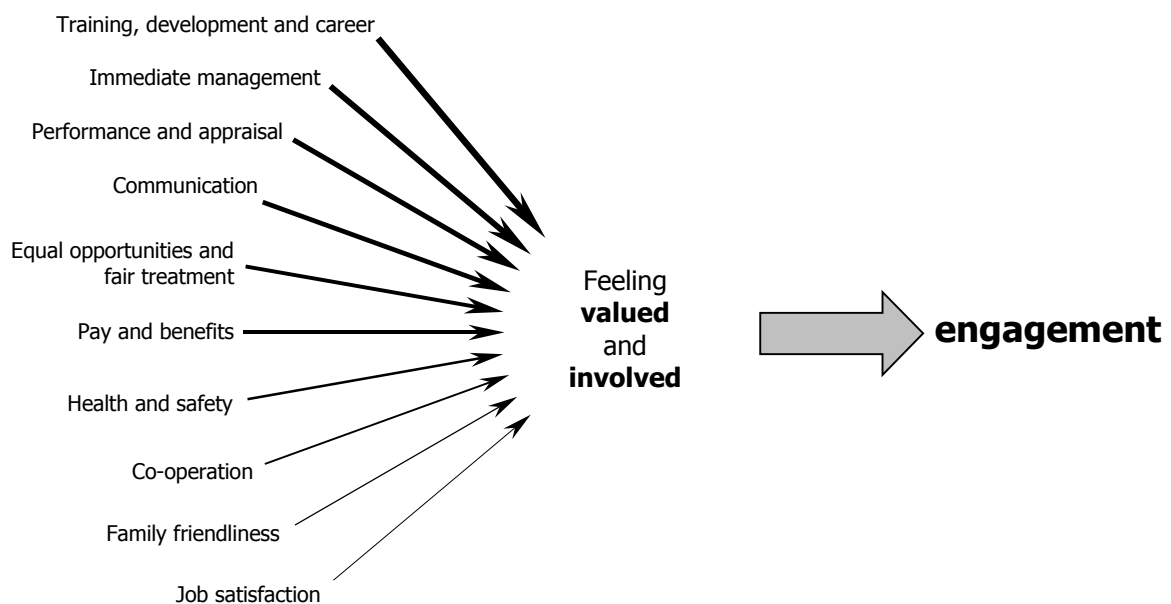 Training, development and career
Immediate management
Performance and appraisal
Communication
Equal opportunities and
fair treatment
Pay and benefits
Health and safety
Co-operation
Family friendliness
Job satisfaction
Feeling
valued
and
involved
engagement